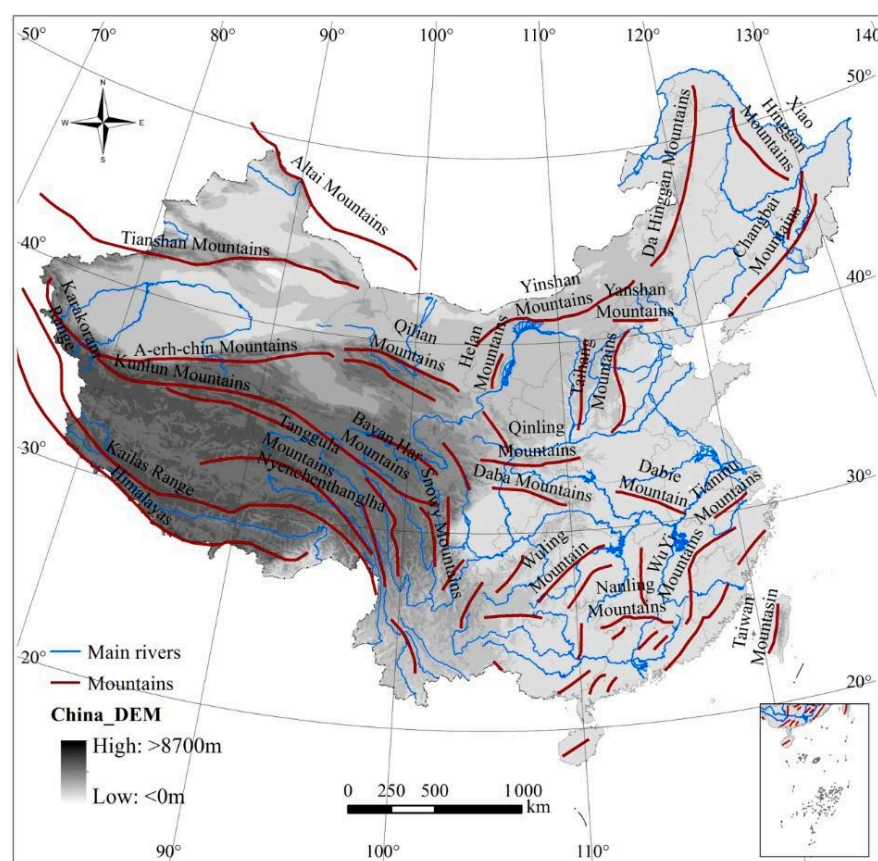 50°
70°
80°
90°
100°
110°
120°
130°
140
50°
N
W
E
S
Xiao
Hinggan
Mountains
Altai Mountains
Da Hinggan Mountains
Changbai
Mountains
40°
Tianshan Mountains
40°
Yinshan
Mountains
Yanshan
Mountains
Karakoram
Range
Qilian
Mountains
Helan
Mountains
Taihang
Mountains
A-erh-chin Mountains
Kunlun Mountains
30°
Bayan Har
Mountains
Tanggula
Mountains
Nyenchenthanglha
Snowy Mountains
Qinling
Mountains
Daba Mountains
Dabie
Mountain
Tianmu
Mountains
30°
Kailas Range
Himalayas
Wuling
Mountain
WuYi
Mountains
Nanling
Mountains
Taiwan
Mountasin
20°
20°
Main rivers
Mountains
China_DEM
High: >8700m
Low: <0m
0 250 500 1 000
km
90°
100°
110°